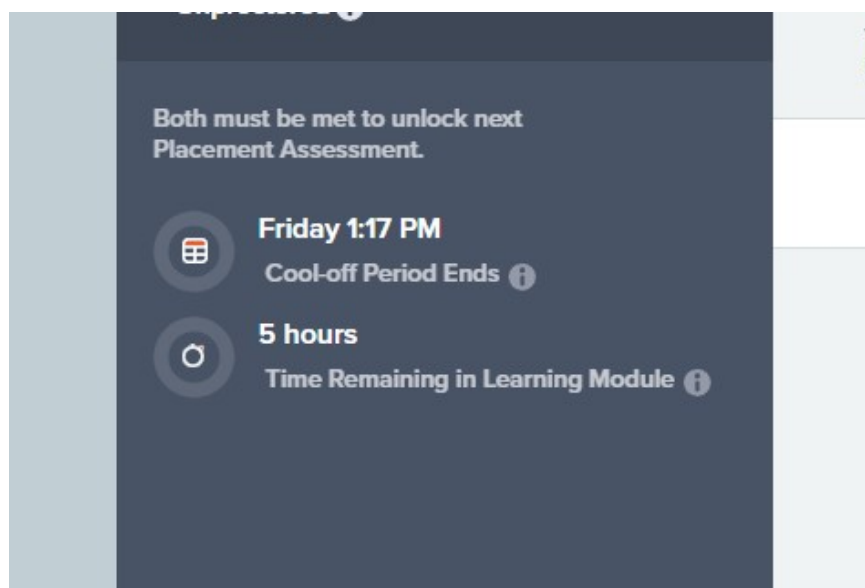 Both must be met to unlock next
Placement Assessment.
Friday 1:17 PM
Cool-off Period Ends
5 hours
Time Remaining in Learning Module